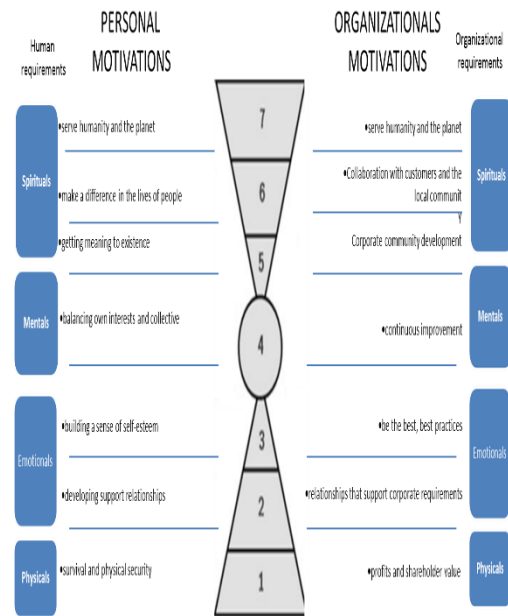 PERSONAL
MOTIVATIONS
ORGANIZATIONALS
MOTIVATIONS
Human
requirements
Organizational
requirements
Spirituals
•serve humanity and the planet
7
•serve humanity and the planet
Spirituals
•make a difference in the lives of people
6
•Collaboration with customers and the
local communit
y
•getting meaning to existence
5
Corporate community development
Mentals
•balancing own interests and collective
4
•continuous improvement
Mentals
Emotionals
•building a sense of self-esteem
3
•be the best, best practices
Emotionals
•developing support relationships
2
•relationships that support corporate requirements
Physicals
•survival and physical security
1
•profits and shareholder value
Physicals